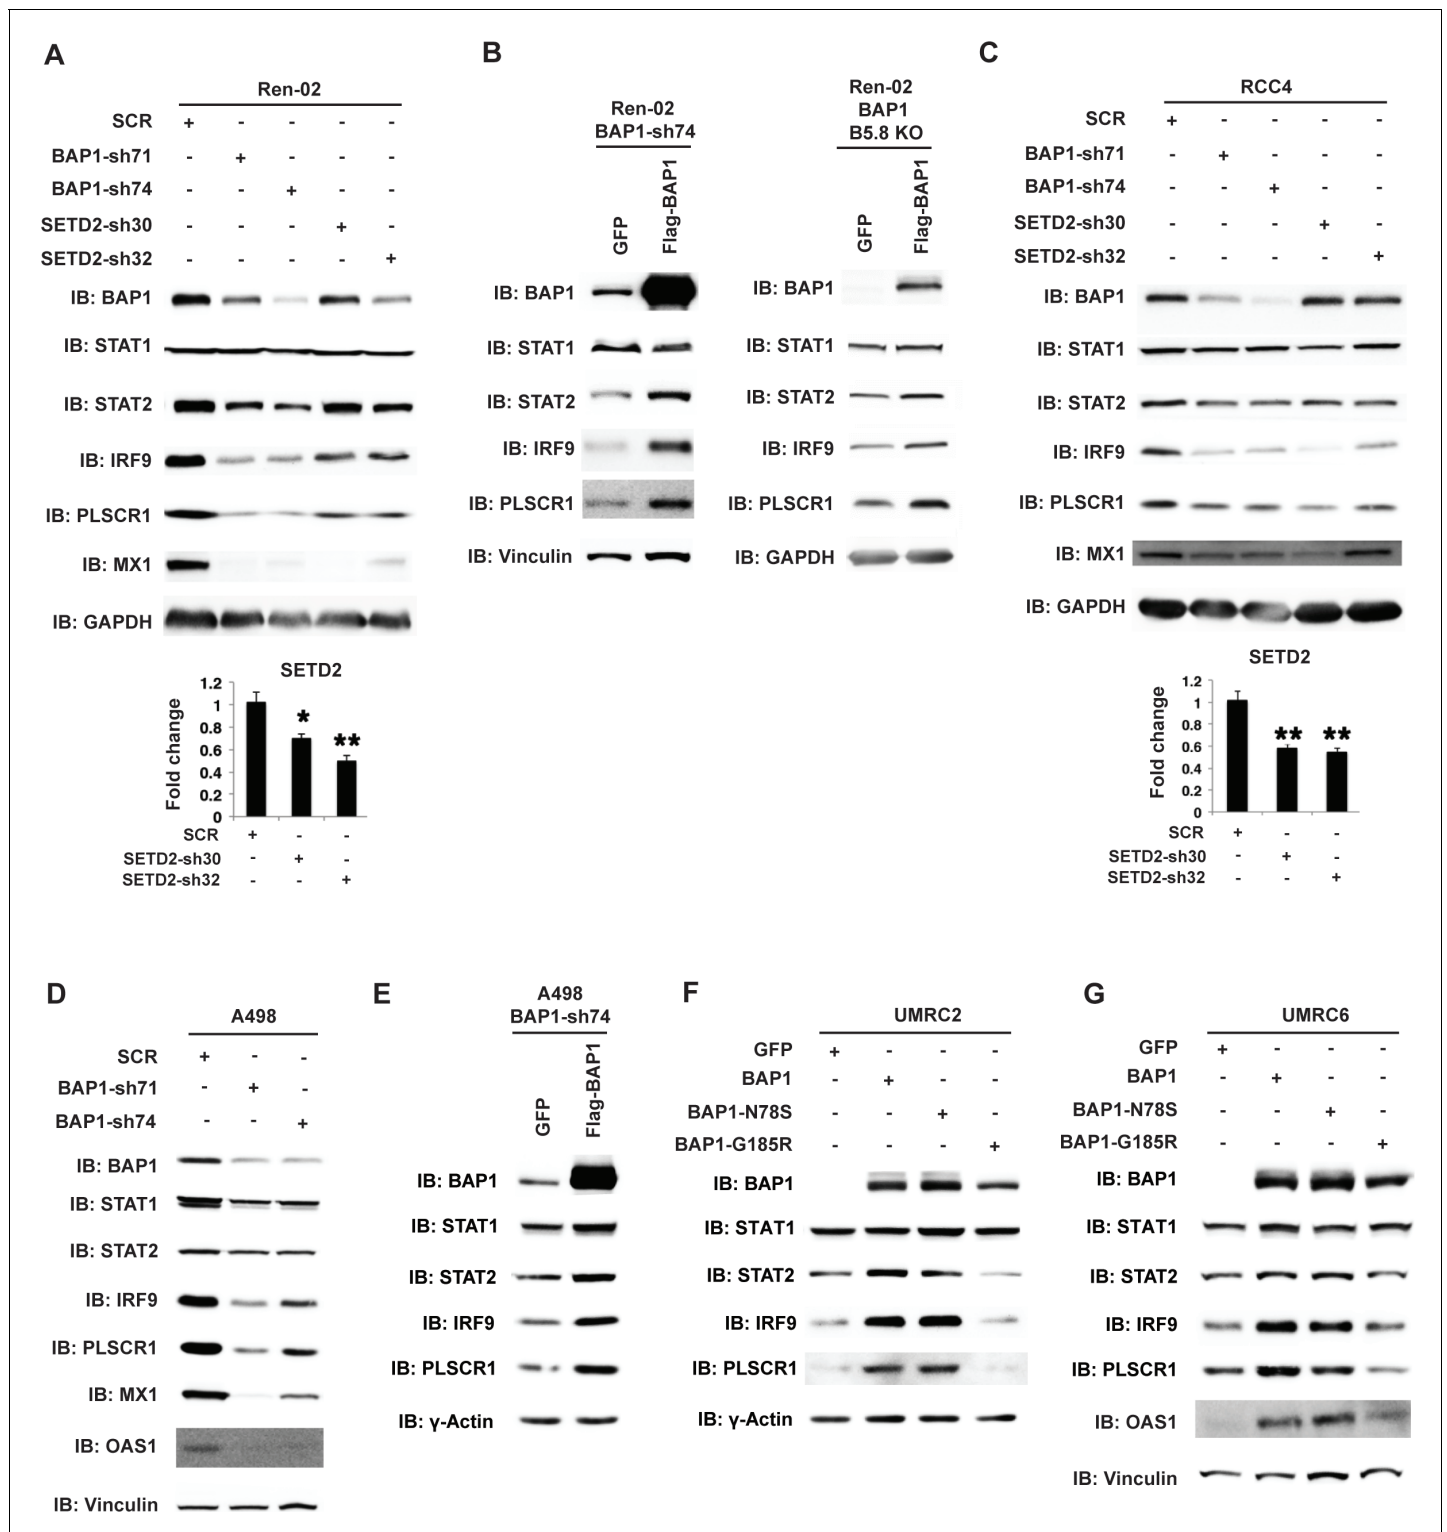 A
Ren-02
SCR + - - - -
BAP1-sh71 - + - - -
BAP1-sh74 - - + - -
SETD2-sh30 - - - + -
SETD2-sh32 - - - - +
IB: BAP1
IB: STAT1
IB: STAT2
IB: IRF9
IB: PLSCR1
IB: MX1
IB: GAPDH
SETD2
Fold change
1.2
1
0.8
0.6
0.4
0.2
0
*
**
SCR + - -
SETD2-sh30 - + -
SETD2-sh32 - - +
B
Ren-02
BAP1-sh74
GFP
Flag-BAP1
IB: BAP1
IB: STAT1
IB: STAT2
IB: IRF9
IB: PLSCR1
IB: Vinculin
Ren-02
BAP1
B5.8 KO
GFP
Flag-BAP1
IB: BAP1
IB: STAT1
IB: STAT2
IB: IRF9
IB: PLSCR1
IB: GAPDH
C
RCC4
SCR + - - - -
BAP1-sh71 - + - - -
BAP1-sh74 - - + - -
SETD2-sh30 - - - + -
SETD2-sh32 - - - - +
IB: BAP1
IB: STAT1
IB: STAT2
IB: IRF9
IB: PLSCR1
IB: MX1
IB: GAPDH
SETD2
Fold change
1.2
1
0.8
0.6
0.4
0.2
0
**
**
SCR + - -
SETD2-sh30 - + -
SETD2-sh32 - - +
D
A498
SCR + - -
BAP1-sh71 - + -
BAP1-sh74 - - +
IB: BAP1
IB: STAT1
IB: STAT2
IB: IRF9
IB: PLSCR1
IB: MX1
IB: OAS1
IB: Vinculin
E
A498
BAP1-sh74
GFP
Flag-BAP1
IB: BAP1
IB: STAT1
IB: STAT2
IB: IRF9
IB: PLSCR1
IB: γ-Actin
F
UMRC2
GFP + - - -
BAP1 - + - -
BAP1-N78S - - + -
BAP1-G185R - - - +
IB: BAP1
IB: STAT1
IB: STAT2
IB: IRF9
IB: PLSCR1
IB: γ-Actin
G
UMRC6
GFP + - - -
BAP1 - + - -
BAP1-N78S - - + -
BAP1-G185R - - - +
IB: BAP1
IB: STAT1
IB: STAT2
IB: IRF9
IB: PLSCR1
IB: OAS1
IB: Vinculin